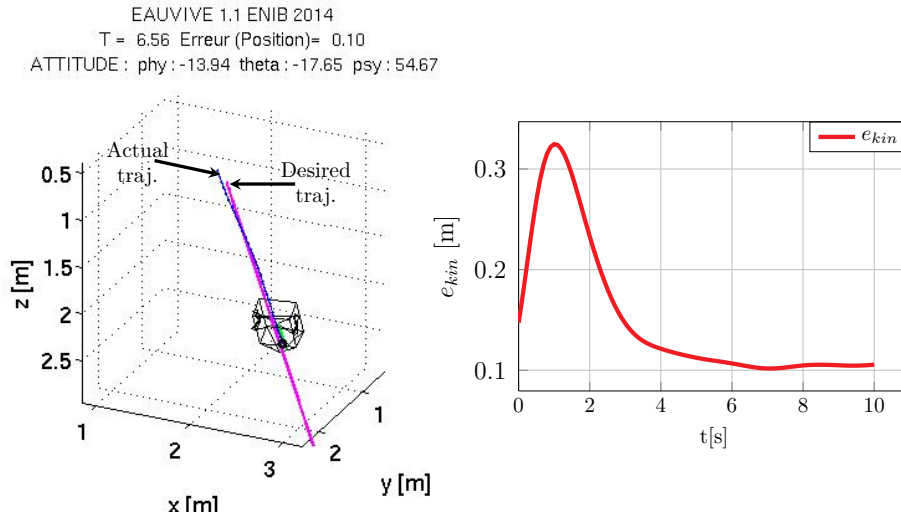 EAUVIVE 1.1 ENIB 2014
T = 6.56 Erreur (Position)= 0.10
ATTITUDE : phy : -13.94 theta : -17.65 psy : 54.67
Actual
traj.
Desired
traj.
0.5
1
1.5
2
2.5
z [m]
1
2
3
x [m]
2
1
y [m]
e_kin
0.3
0.2
0.1
e_kin [m]
0
2
4
6
8
10
t[s]